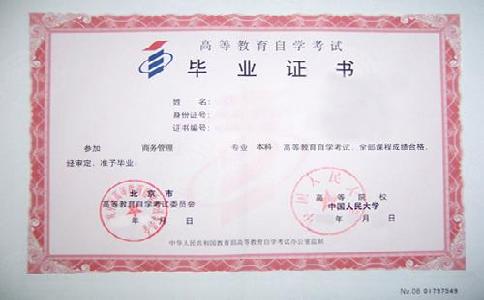 高等教育自学考试
毕业证书
姓名：
身份证号：
证书编号：
参加 商务管理 专业 本科 高等教育自学考试，全部课程成绩合格，
经审定，准予毕业。
北京市
高等教育自学考试委员会
年 月 日
高等院校
中国人民大学
年 月 日
中华人民共和国教育部高等教育自学考试办公室监制